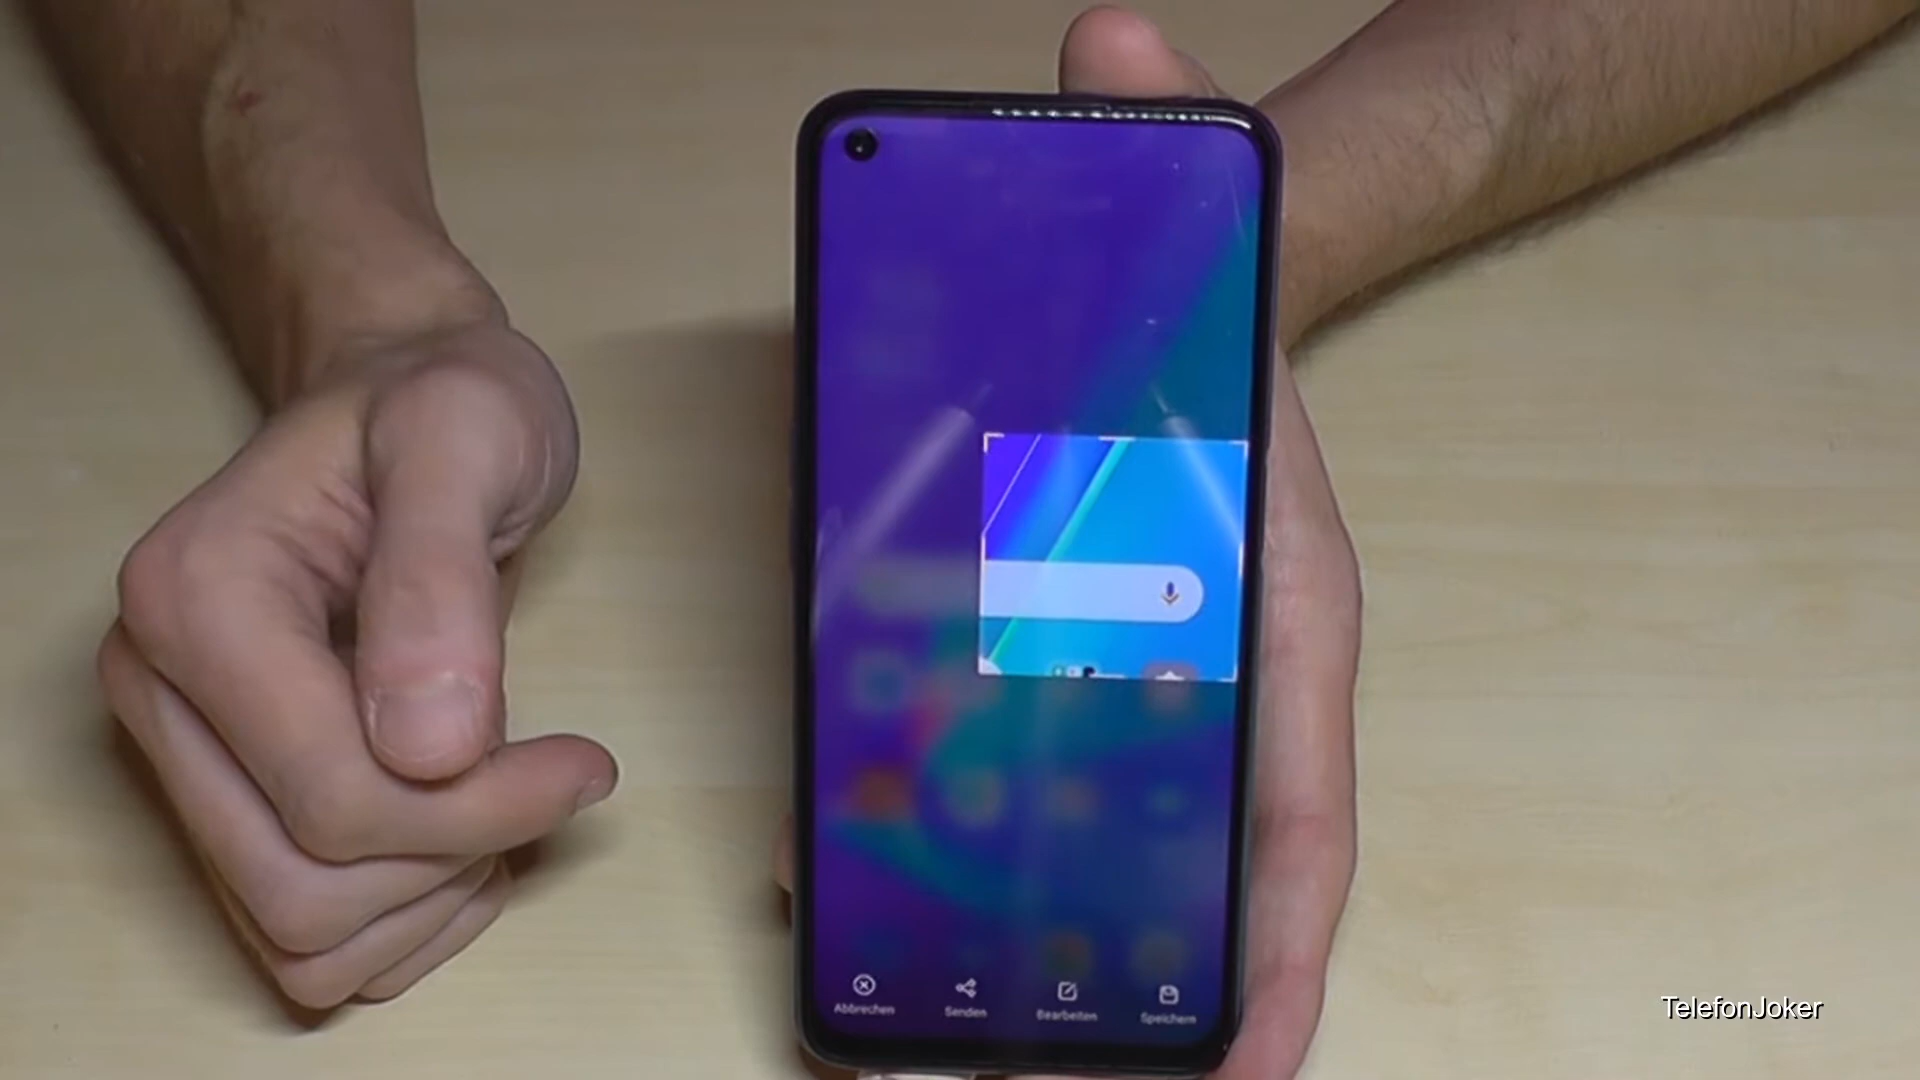 Abbrechen
Senden
Bearbeiten
Speichern
TelefonJoker